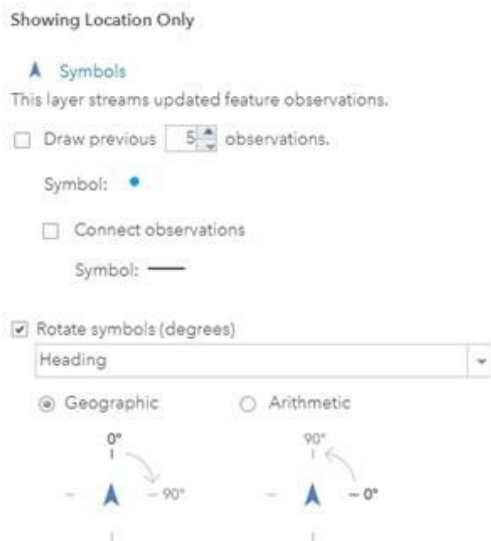 Showing Location Only
Symbols
This layer streams updated feature observations.
Draw previous 5 observations.
Symbol:
Connect observations
Symbol:
Rotate symbols (degrees)
Heading
Geographic Arithmetic
0° 90°
90° 0°